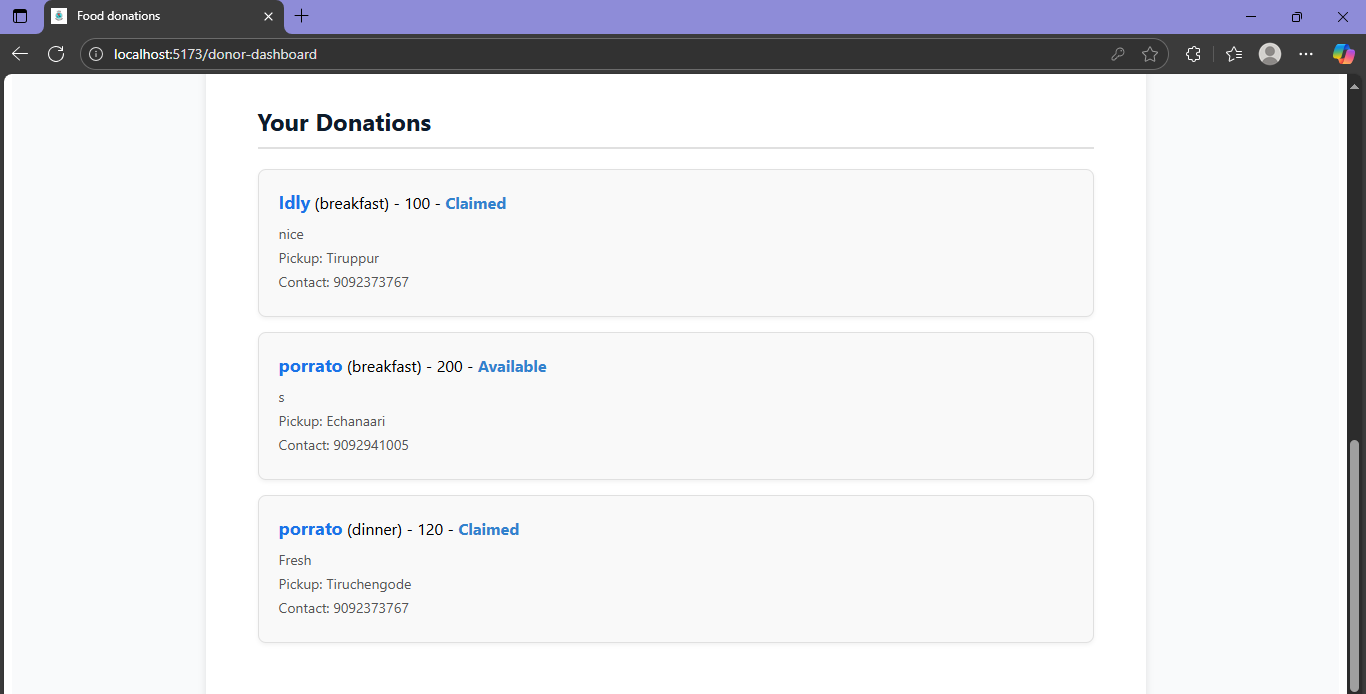 Food donations
localhost:5173/donor-dashboard
Your Donations
Idly (breakfast) - 100 - Claimed
nice
Pickup: Tiruppur
Contact: 9092373767
porrato (breakfast) - 200 - Available
s
Pickup: Echanaari
Contact: 9092941005
porrato (dinner) - 120 - Claimed
Fresh
Pickup: Tiruchengode
Contact: 9092373767